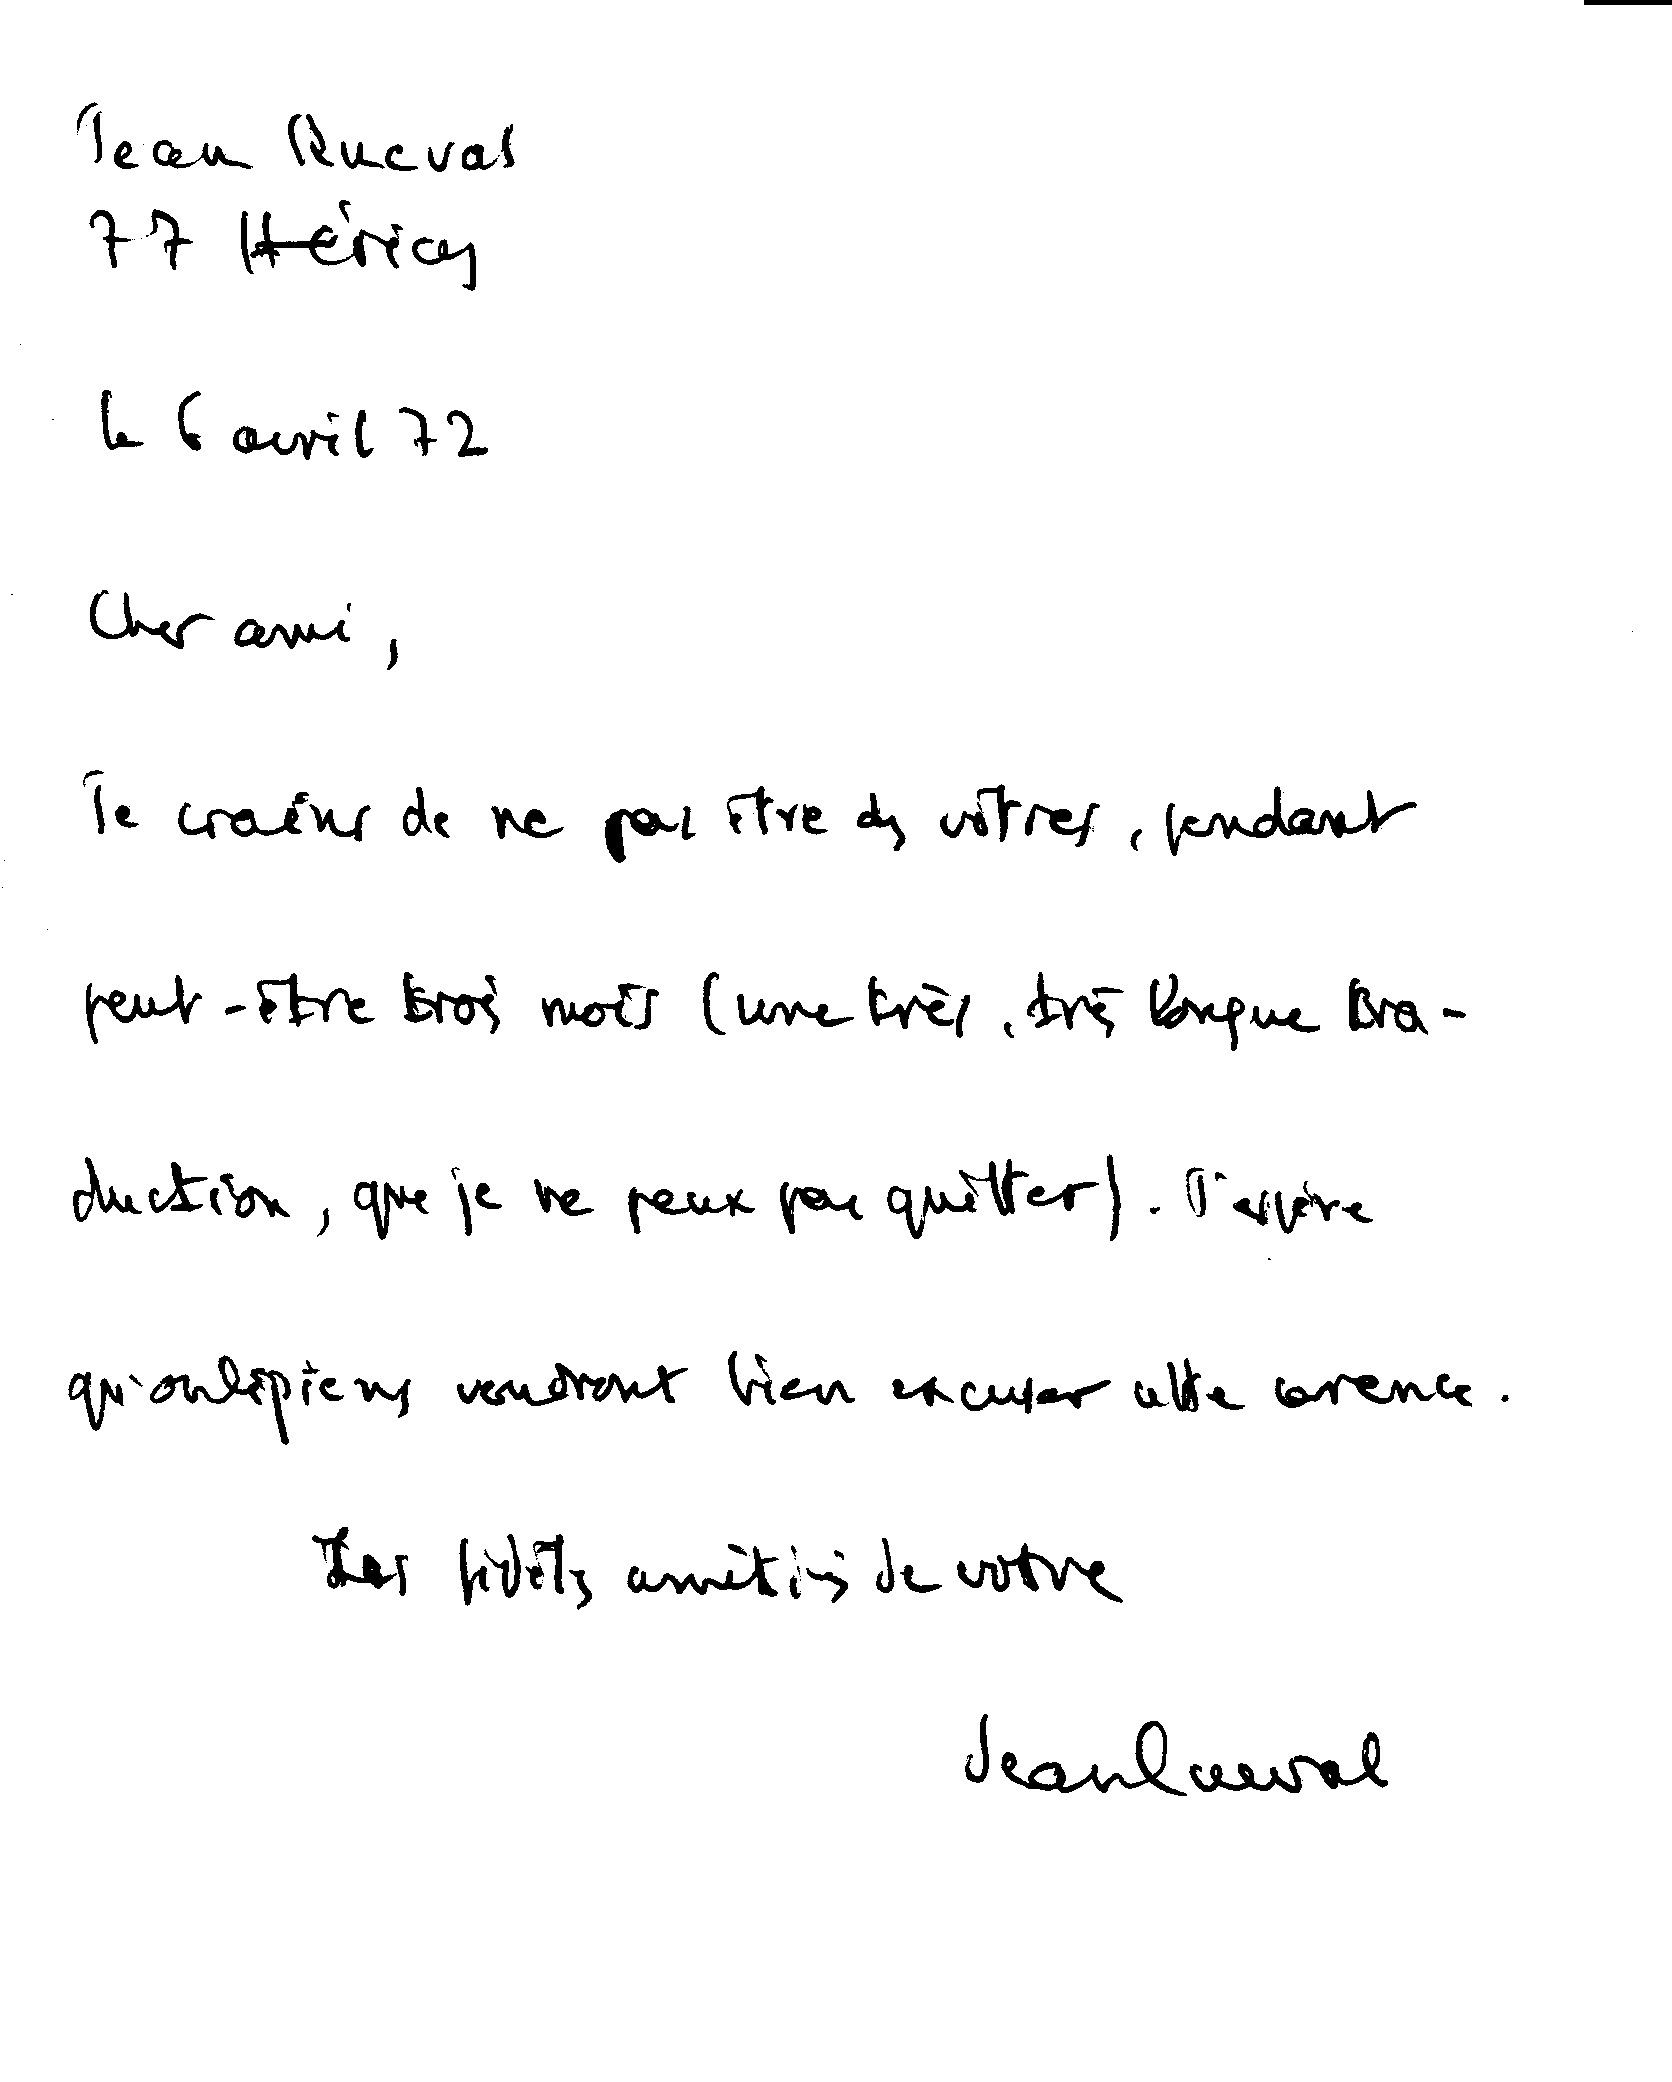 Jean Queval
77 Héricy
le 6 avril 72
Cher ami,
Je crains de ne pas être des vôtres, pendant
peut-être trois mois (une très, très longue tra-
duction, que je ne peux pas quitter). J'espère
qu'oulipiens voudront bien excuser cette carence.
Les fidèles amitiés de votre
Jean Queval